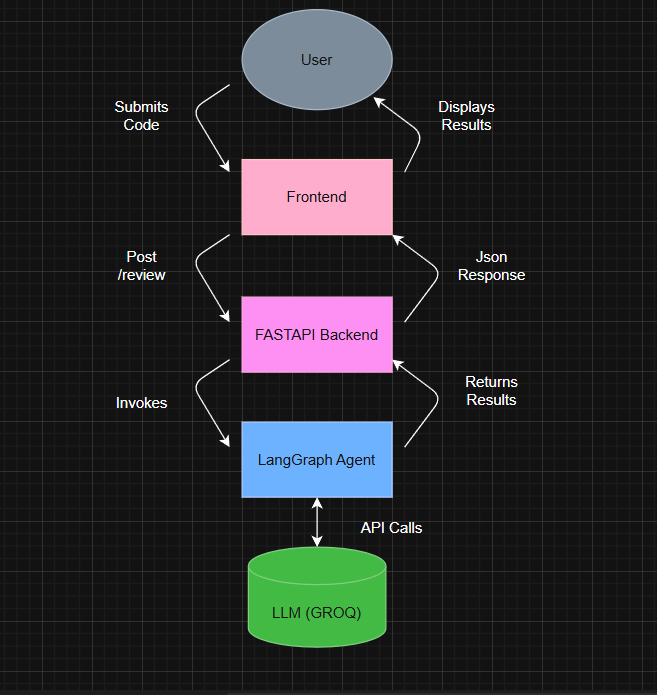 User
Submits
Code
Displays
Results
Frontend
Post
/review
Json
Response
FASTAPI Backend
Invokes
Returns
Results
LangGraph Agent
API Calls
LLM (GROQ)